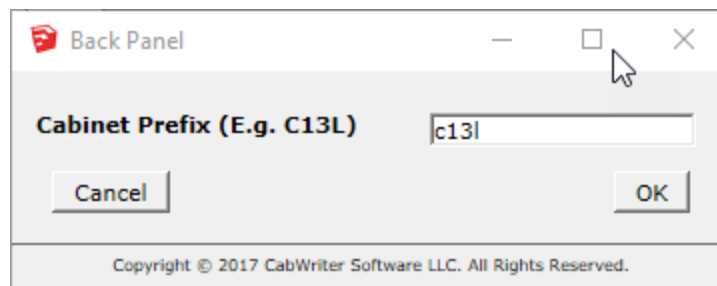 Back Panel
Cabinet Prefix (E.g. C13L) c13l
Cancel OK
Copyright © 2017 CabWriter Software LLC. All Rights Reserved.